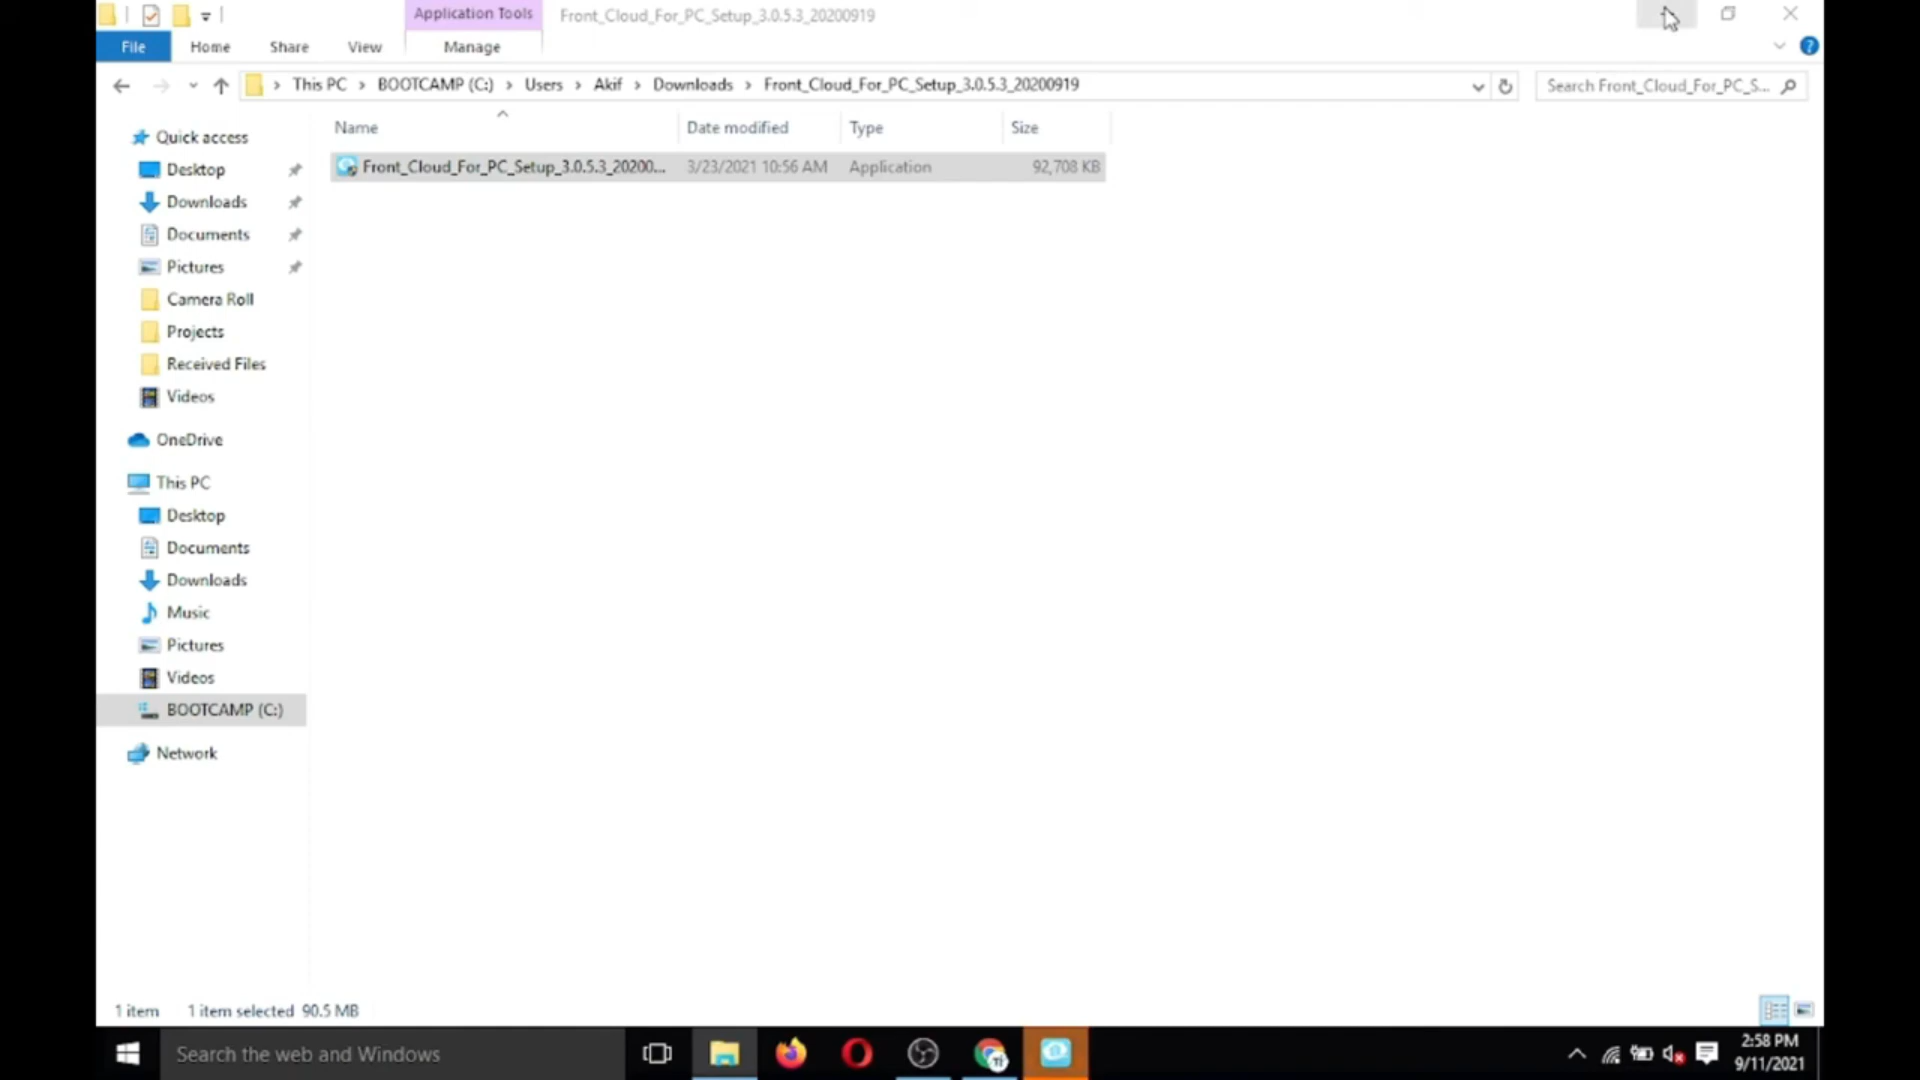 Application Tools Front_Cloud_For_PC_Setup_3.0.5.3_20200919
File Home Share View Manage
This PC > BOOTCAMP (C:) > Users > Akif > Downloads > Front_Cloud_For_PC_Setup_3.0.5.3_20200919
Search Front_Cloud_For_PC_S...
Name Date modified Type Size
Front_Cloud_For_PC_Setup_3.0.5.3_20200... 3/23/2021 10:56 AM Application 92,708 KB
Quick access
Desktop
Downloads
Documents
Pictures
Camera Roll
Projects
Received Files
Videos
OneDrive
This PC
Desktop
Documents
Downloads
Music
Pictures
Videos
BOOTCAMP (C:)
Network
1 item 1 item selected 90.5 MB
Search the web and Windows
2:58 PM
9/11/2021